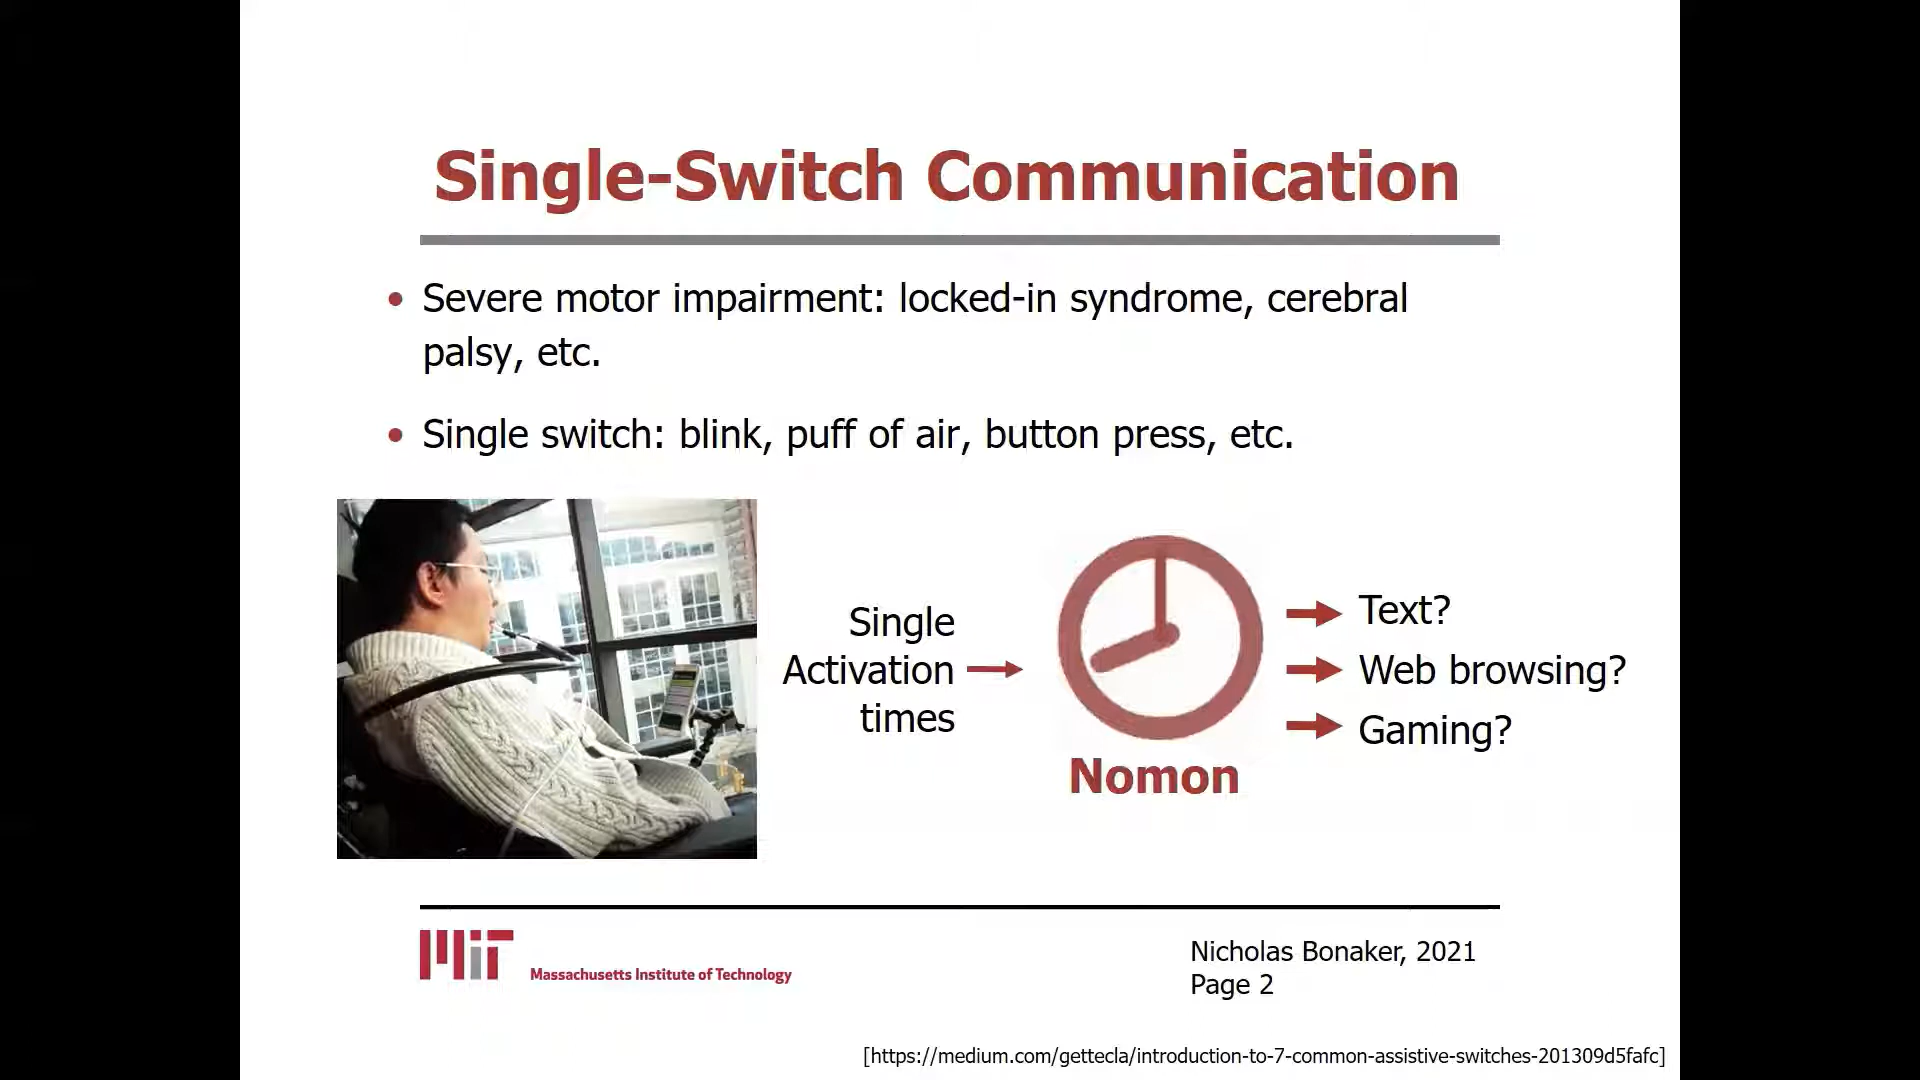 Single-Switch Communication
• Severe motor impairment: locked-in syndrome, cerebral
palsy, etc.
• Single switch: blink, puff of air, button press, etc.
Single
Activation
times
Nomon
Text?
Web browsing?
Gaming?
MIT
Massachusetts Institute of Technology
Nicholas Bonaker, 2021
Page 2
[https://medium.com/gettecla/introduction-to-7-common-assistive-switches-201309d5fafc]